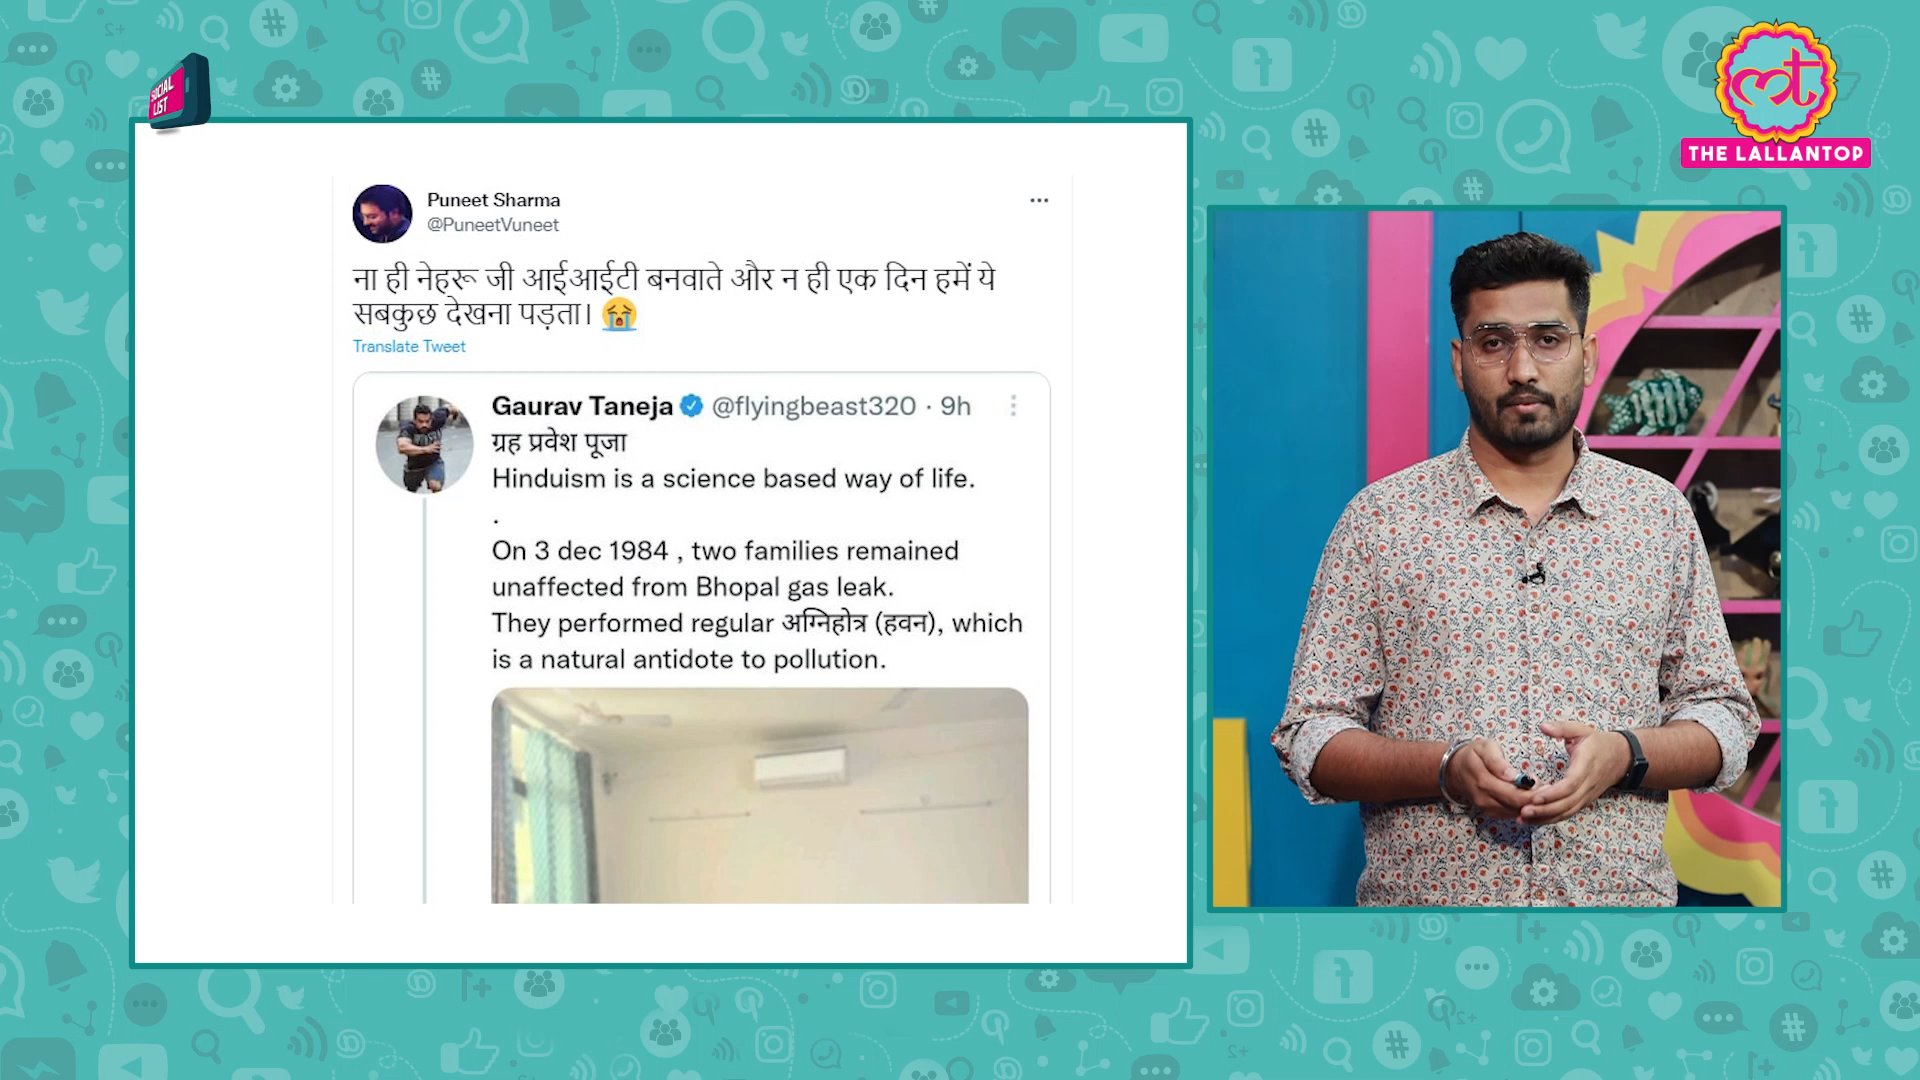 SOCIAL
LIST
THE LALLANTOP
Puneet Sharma
@PuneetVuneet
ना ही नेहरू जी आईआईटी बनवाते और न ही एक दिन हमें ये
सबकुछ देखना पड़ता। 😭
Translate Tweet
Gaurav Taneja @flyingbeast320 · 9h
ग्रह प्रवेश पूजा
Hinduism is a science based way of life.
.
On 3 dec 1984 , two families remained
unaffected from Bhopal gas leak.
They performed regular अग्निहोत्र (हवन), which
is a natural antidote to pollution.